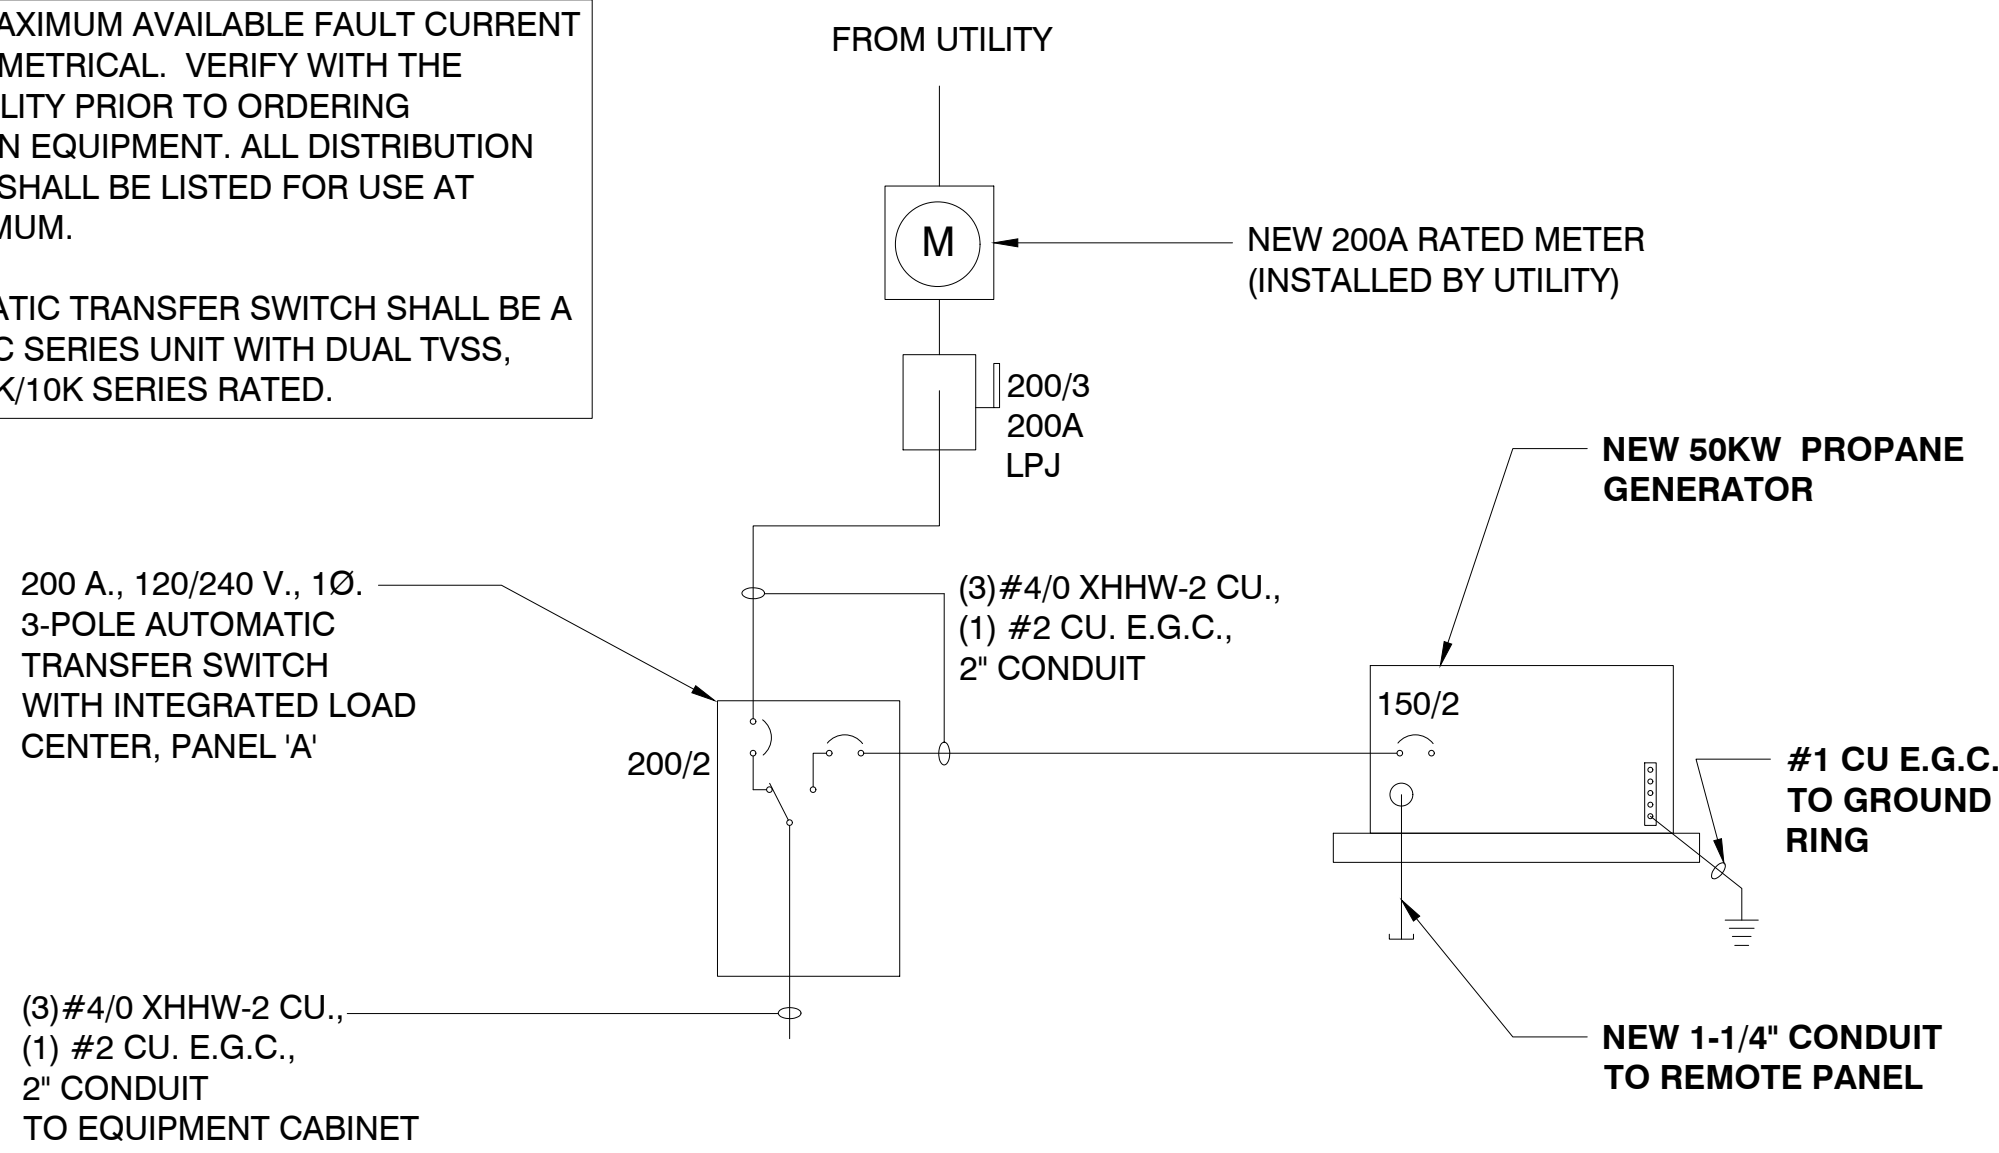 AXIMUM AVAILABLE FAULT CURRENT
METRICAL. VERIFY WITH THE
LITY PRIOR TO ORDERING
N EQUIPMENT. ALL DISTRIBUTION
SHALL BE LISTED FOR USE AT
MUM.
ATIC TRANSFER SWITCH SHALL BE A
C SERIES UNIT WITH DUAL TVSS,
K/10K SERIES RATED.
FROM UTILITY
M
NEW 200A RATED METER
(INSTALLED BY UTILITY)
200/3
200A
LPJ
NEW 50KW PROPANE
GENERATOR
200 A., 120/240 V., 1Ø.
3-POLE AUTOMATIC
TRANSFER SWITCH
WITH INTEGRATED LOAD
CENTER, PANEL 'A'
(3)#4/0 XHHW-2 CU.,
(1) #2 CU. E.G.C.,
2" CONDUIT
200/2
150/2
#1 CU E.G.C.
TO GROUND
RING
(3)#4/0 XHHW-2 CU.,
(1) #2 CU. E.G.C.,
2" CONDUIT
TO EQUIPMENT CABINET
NEW 1-1/4" CONDUIT
TO REMOTE PANEL